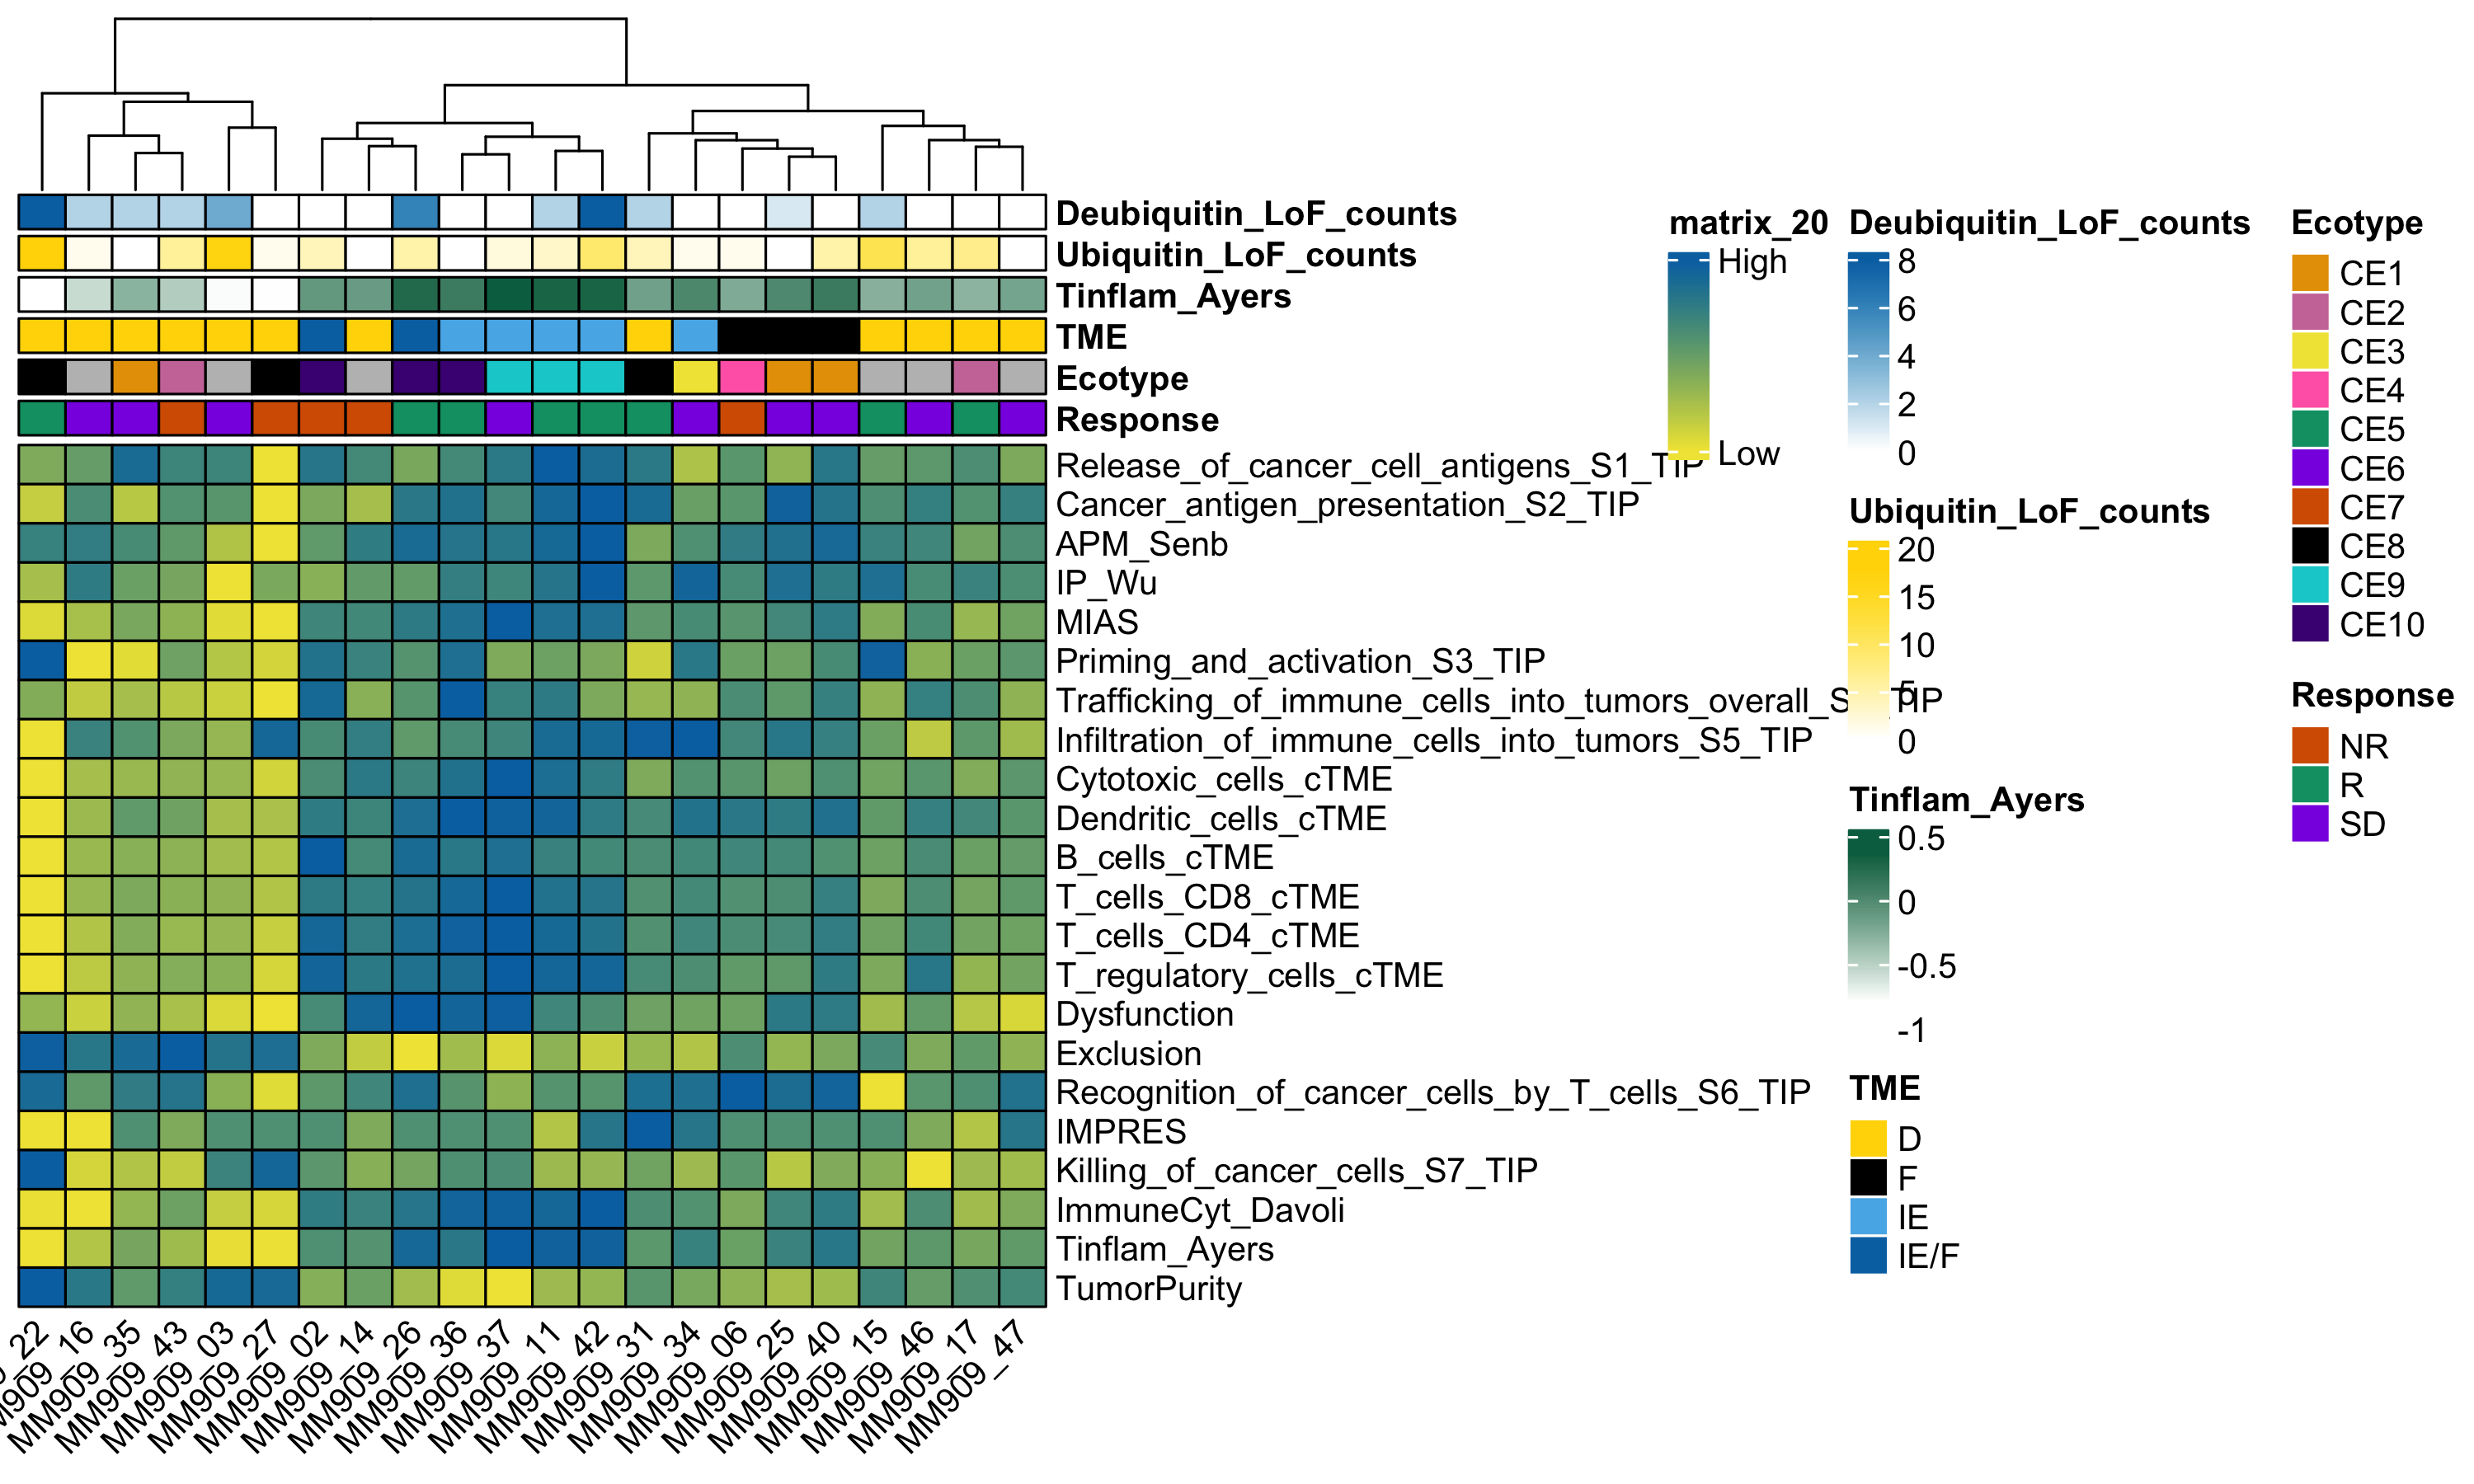 Deubiquitin_LoF_counts
Ubiquitin_LoF_counts
Tinflam_Ayers
TME
Ecotype
Response
Release_of_cancer_cell_antigens_S1_TIP
Cancer_antigen_presentation_S2_TIP
APM_Senb
IP_Wu
MIAS
Priming_and_activation_S3_TIP
Trafficking_of_immune_cells_into_tumors_overall_S TIP
Infiltration_of_immune_cells_into_tumors_S5_TIP
Cytotoxic_cells_cTME
Dendritic_cells_cTME
B_cells_cTME
T_cells_CD8_cTME
T_cells_CD4_cTME
T_regulatory_cells_cTME
Dysfunction
Exclusion
Recognition_of_cancer_cells_by_T_cells_S6_TIP
IMPRES
Killing_of_cancer_cells_S7_TIP
ImmuneCyt_Davoli
Tinflam_Ayers
TumorPurity
22
M909_16
MM909_35
MM909_43
MM909_03
MM909_27
MM909_02
MM909_14
MM909_26
MM909_36
MM909_37
MM909_11
MM909_42
MM909_31
MM909_34
MM909_06
MM909_25
MM909_40
MM909_15
MM909_46
MM909_17
MM909_47
matrix_20
High
Low
Deubiquitin_LoF_counts
8
6
4
2
0
Ubiquitin_LoF_counts
20
15
10
5
0
Tinflam_Ayers
0.5
0
-0.5
-1
TME
D
F
IE
IE/F
Ecotype
CE1
CE2
CE3
CE4
CE5
CE6
CE7
CE8
CE9
CE10
Response
NR
R
SD